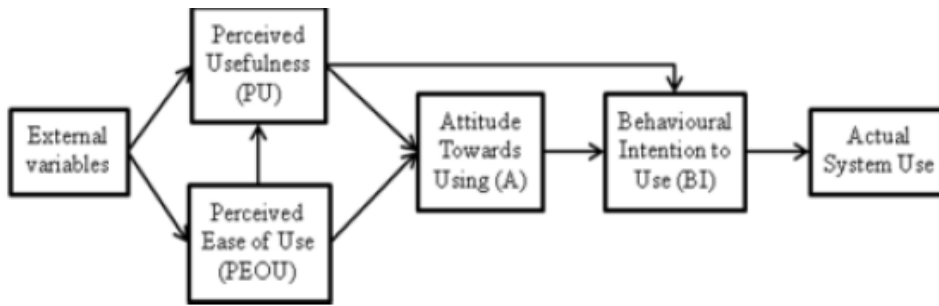 External
variables
Perceived
Usefulness
(PU)
Perceived
Ease of Use
(PEOU)
Attitude
Towards
Using (A)
Behavioural
Intention to
Use (BI)
Actual
System Use